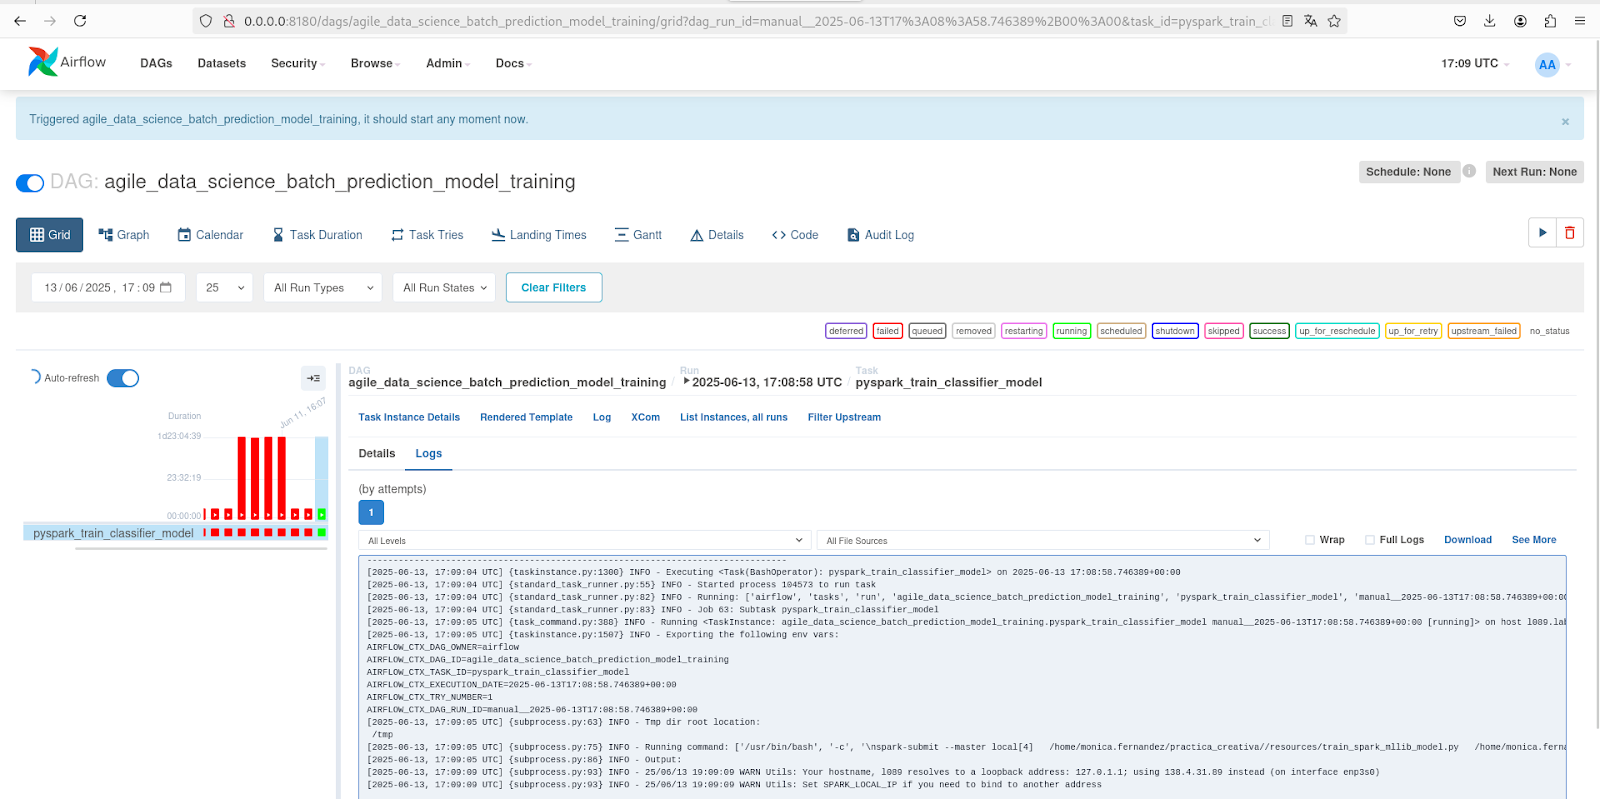 0.0.0.0:8180/dags/agile_data_science_batch_prediction_model_training/grid?dag_run_id=manual__2025-06-13T17%3A08%3A58.746389%2B00%3A00&task_id=pyspark_train_c
Airflow DAGs Datasets Security Browse Admin Docs 17:09 UTC AA
Triggered agile_data_science_batch_prediction_model_training, it should start any moment now. ×
DAG: agile_data_science_batch_prediction_model_training Schedule: None i Next Run: None
Grid Graph Calendar Task Duration Task Tries Landing Times Gantt Details Code Audit Log
13/06/2025, 17:09 25 All Run Types All Run States Clear Filters
deferred failed queued removed restarting running scheduled shutdown skipped success up_for_reschedule up_for_retry upstream_failed no_status
Auto-refresh
Jun 11, 16:07
Duration
1d23:04:39
23:32:19
00:00:00
pyspark_train_classifier_model
DAG Run Task
agile_data_science_batch_prediction_model_training / 2025-06-13, 17:08:58 UTC / pyspark_train_classifier_model
Task Instance Details Rendered Template Log XCom List Instances, all runs Filter Upstream
Details Logs
(by attempts)
1
All Levels All File Sources Wrap Full Logs Download See More
--------------------------------------------------------------------------------
[2025-06-13, 17:09:04 UTC] {taskinstance.py:1300} INFO - Executing <Task(BashOperator): pyspark_train_classifier_model> on 2025-06-13 17:08:58.746389+00:00
[2025-06-13, 17:09:04 UTC] {standard_task_runner.py:55} INFO - Started process 104573 to run task
[2025-06-13, 17:09:04 UTC] {standard_task_runner.py:82} INFO - Running: ['airflow', 'tasks', 'run', 'agile_data_science_batch_prediction_model_training', 'pyspark_train_classifier_model', 'manual__2025-06-13T17:08:58.746389+00:00
[2025-06-13, 17:09:04 UTC] {standard_task_runner.py:83} INFO - Job 63: Subtask pyspark_train_classifier_model
[2025-06-13, 17:09:05 UTC] {task_command.py:388} INFO - Running <TaskInstance: agile_data_science_batch_prediction_model_training.pyspark_train_classifier_model manual__2025-06-13T17:08:58.746389+00:00 [running]> on host l089.lab
[2025-06-13, 17:09:05 UTC] {taskinstance.py:1507} INFO - Exporting the following env vars:
AIRFLOW_CTX_DAG_OWNER=airflow
AIRFLOW_CTX_DAG_ID=agile_data_science_batch_prediction_model_training
AIRFLOW_CTX_TASK_ID=pyspark_train_classifier_model
AIRFLOW_CTX_EXECUTION_DATE=2025-06-13T17:08:58.746389+00:00
AIRFLOW_CTX_TRY_NUMBER=1
AIRFLOW_CTX_DAG_RUN_ID=manual__2025-06-13T17:08:58.746389+00:00
[2025-06-13, 17:09:05 UTC] {subprocess.py:63} INFO - Tmp dir root location:
/tmp
[2025-06-13, 17:09:05 UTC] {subprocess.py:75} INFO - Running command: ['/usr/bin/bash', '-c', '\nspark-submit --master local[4] /home/monica.fernandez/practica_creativa//resources/train_spark_mllib_model.py /home/monica.ferna
[2025-06-13, 17:09:05 UTC] {subprocess.py:86} INFO - Output:
[2025-06-13, 17:09:09 UTC] {subprocess.py:93} INFO - 25/06/13 19:09:09 WARN Utils: Your hostname, l089 resolves to a loopback address: 127.0.1.1; using 138.4.31.89 instead (on interface enp3s0)
[2025-06-13, 17:09:09 UTC] {subprocess.py:93} INFO - 25/06/13 19:09:09 WARN Utils: Set SPARK_LOCAL_IP if you need to bind to another address